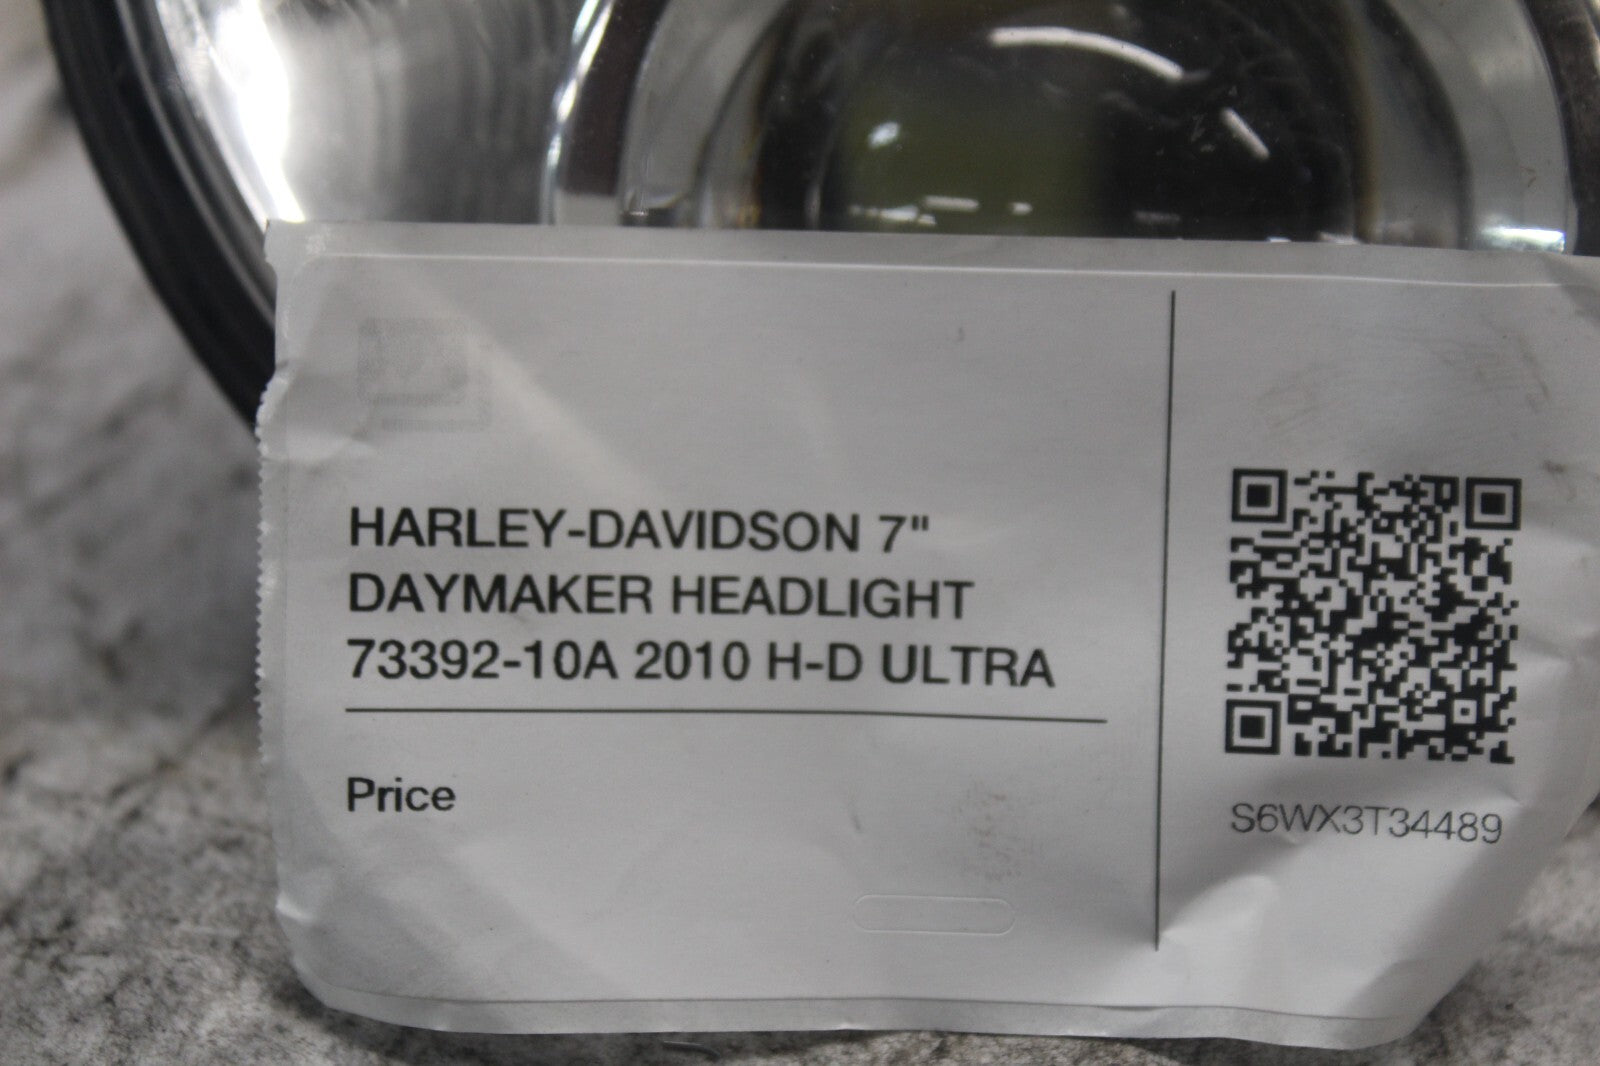 HARLEY-DAVIDSON 7"
DAYMAKER HEADLIGHT
73392-10A 2010 H-D ULTRA
Price
S6WX3T34489